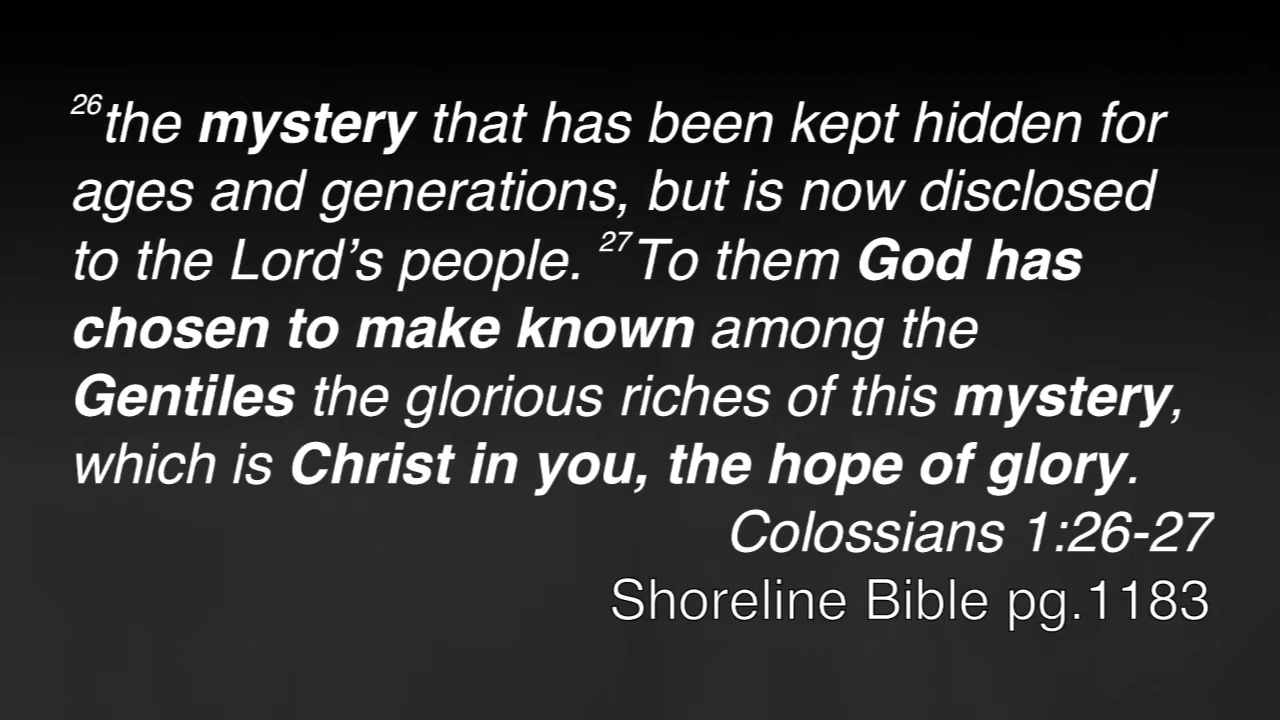 26the mystery that has been kept hidden for
ages and generations, but is now disclosed
to the Lord’s people. 27To them God has
chosen to make known among the
Gentiles the glorious riches of this mystery,
which is Christ in you, the hope of glory.
Colossians 1:26-27
Shoreline Bible pg.1183